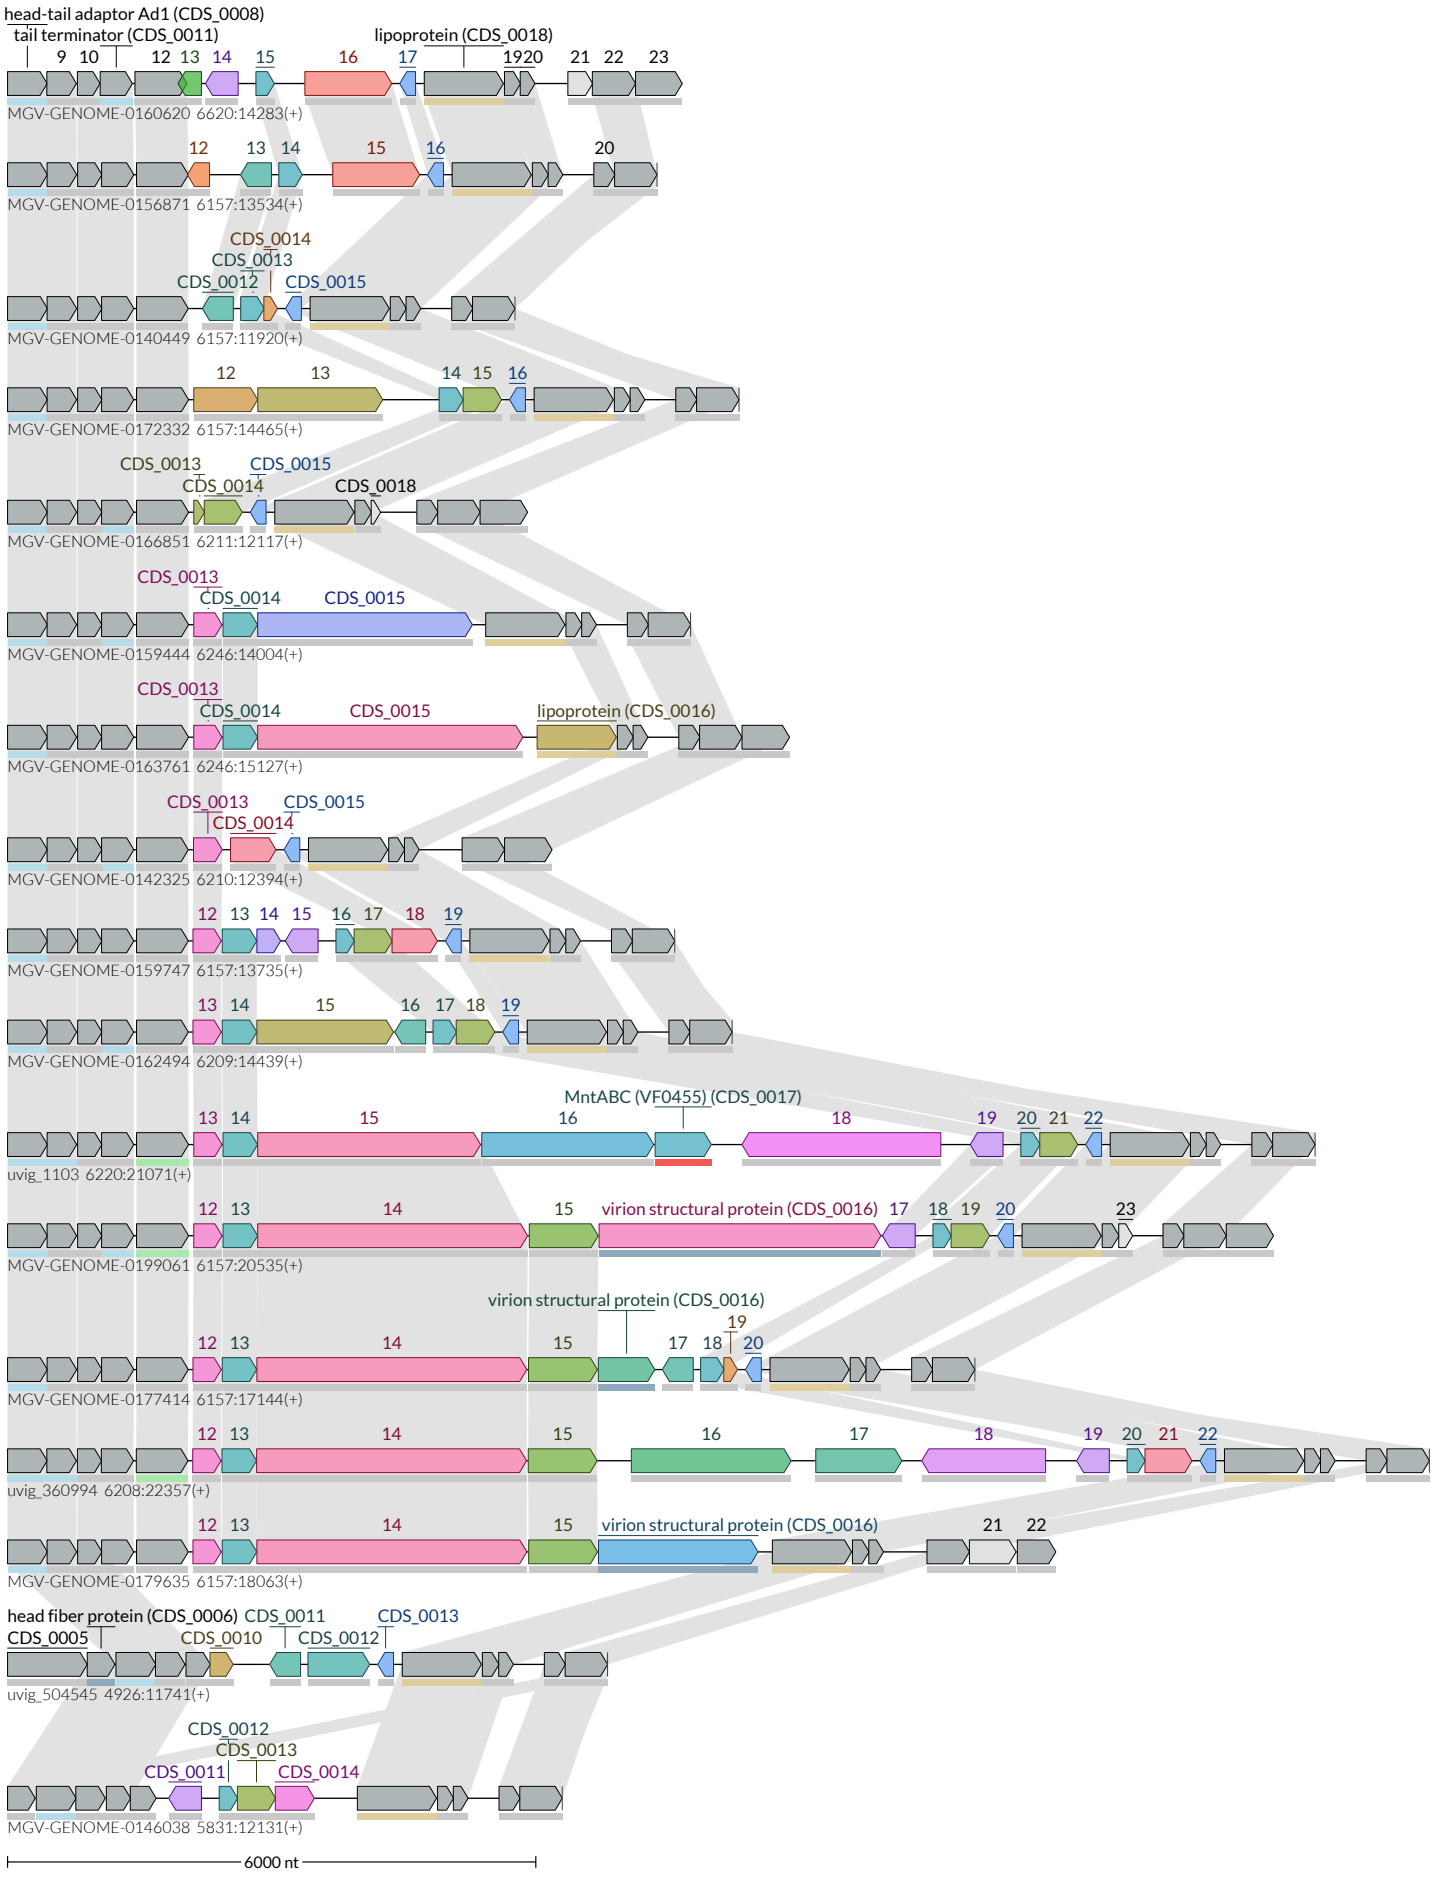 head-tail adaptor Ad1 (CDS_0008)
tail terminator (CDS_0011) lipoprotein (CDS_0018)
9 10 12 13 14 15 16 17 19 20 21 22 23
MGV-GENOME-0160620 6620:14283(+)
12 13 14 15 16 20
MGV-GENOME-0156871 6157:13534(+)
CDS_0014
CDS_0013
CDS_0012 CDS_0015
MGV-GENOME-0140449 6157:11920(+)
12 13 14 15 16
MGV-GENOME-0172332 6157:14465(+)
CDS_0013 CDS_0015
CDS_0014 CDS_0018
MGV-GENOME-0166851 6211:12117(+)
CDS_0013
CDS_0014 CDS_0015
MGV-GENOME-0159444 6246:14004(+)
CDS_0013
CDS_0014 CDS_0015 lipoprotein (CDS_0016)
MGV-GENOME-0163761 6246:15127(+)
CDS_0013 CDS_0015
CDS_0014
MGV-GENOME-0142325 6210:12394(+)
12 13 14 15 16 17 18 19
MGV-GENOME-0159747 6157:13735(+)
13 14 15 16 17 18 19
MGV-GENOME-0162494 6209:14439(+)
MntABC (VF0455) (CDS_0017)
13 14 15 16 18 19 20 21 22
uvig_1103 6220:21071(+)
12 13 14 15 virion structural protein (CDS_0016) 17 18 19 20 23
MGV-GENOME-0199061 6157:20535(+)
virion structural protein (CDS_0016)
19
12 13 14 15 17 18 20
MGV-GENOME-0177414 6157:17144(+)
12 13 14 15 16 17 18 19 20 21 22
uvig_360994 6208:22357(+)
12 13 14 15 virion structural protein (CDS_0016) 21 22
MGV-GENOME-0179635 6157:18063(+)
head fiber protein (CDS_0006) CDS_0011 CDS_0013
CDS_0005 CDS_0010 CDS_0012
uvig_504545 4926:11741(+)
CDS_0012
CDS_0013
CDS_0011 CDS_0014
MGV-GENOME-0146038 5831:12131(+)
6000 nt